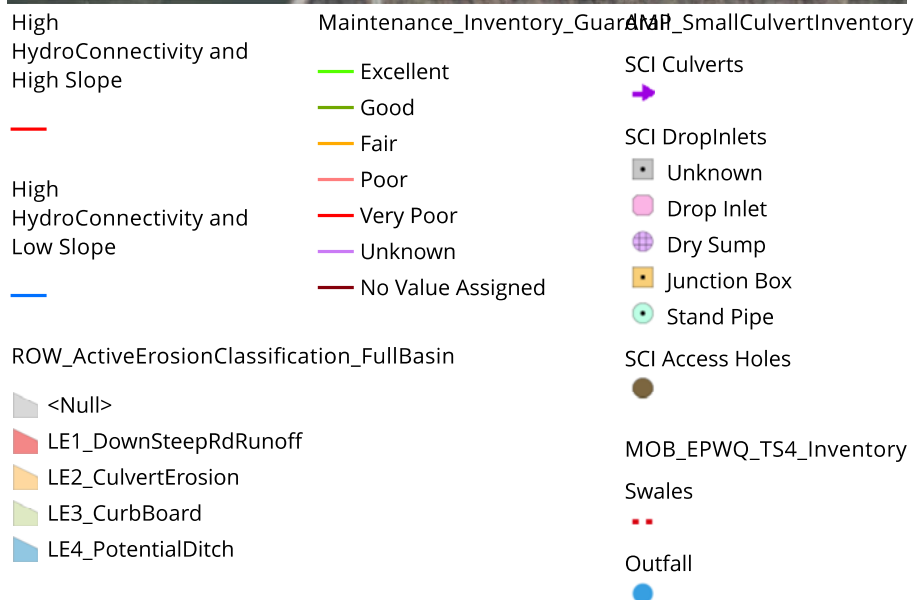 High
HydroConnectivity and
High Slope
High
HydroConnectivity and
Low Slope
ROW_ActiveErosionClassification_FullBasin
<Null>
LE1_DownSteepRdRunoff
LE2_CulvertErosion
LE3_CurbBoard
LE4_PotentialDitch
Maintenance_Inventory_Guardrail
Excellent
Good
Fair
Poor
Very Poor
Unknown
No Value Assigned
AMP_SmallCulvertInventory
SCI Culverts
SCI DropInlets
Unknown
Drop Inlet
Dry Sump
Junction Box
Stand Pipe
SCI Access Holes
MOB_EPWQ_TS4_Inventory
Swales
Outfall